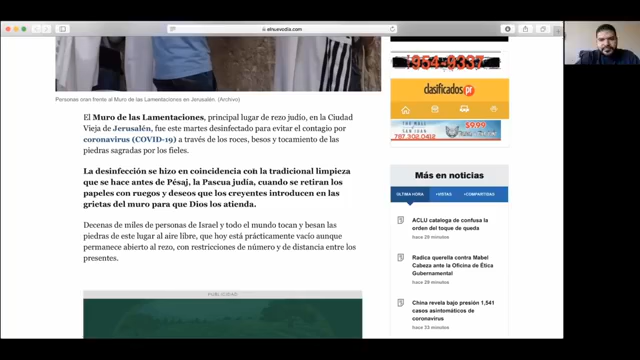 elnuevodia.com
Personas oran frente al Muro de las Lamentaciones en Jerusalén. (Archivo)
El Muro de las Lamentaciones, principal lugar de rezo judío, en la Ciudad
Vieja de Jerusalén, fue este martes desinfectado para evitar el contagio por
coronavirus (COVID-19) a través de los roces, besos y tocamiento de las
piedras sagradas por los fieles.
La desinfección se hizo en coincidencia con la tradicional limpieza
que se hace antes de Pésaj, la Pascua judía, cuando se retiran los
papeles con ruegos y deseos que los creyentes introducen en las
grietas del muro para que Dios los atienda.
Decenas de miles de personas de Israel y todo el mundo tocan y besan las
piedras de este lugar al aire libre, que hoy está prácticamente vacío aunque
permanece abierto al rezo, con restricciones de número y de distancia entre los
presentes.
PUBLICIDAD
954-9337
clasificados pr
787.302.0412
$9.99
Más en noticias
ÚLTIMA HORA
+VISTAS
+COMPARTIDAS
ACLU cataloga de confusa la
orden del toque de queda
hace 29 minutos
Radica querella contra Mabel
Cabeza ante la Oficina de Ética
Gubernamental
hace 29 minutos
China revela bajo presión 1,541
casos asintomáticos de
coronavirus
hace 33 minutos